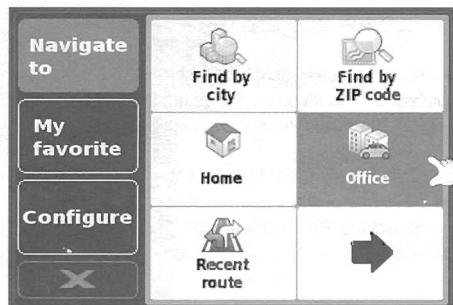 Navigate
to
My
favorite
Configure
Find by
city
Find by
ZIP code
Home
Office
Recent
route